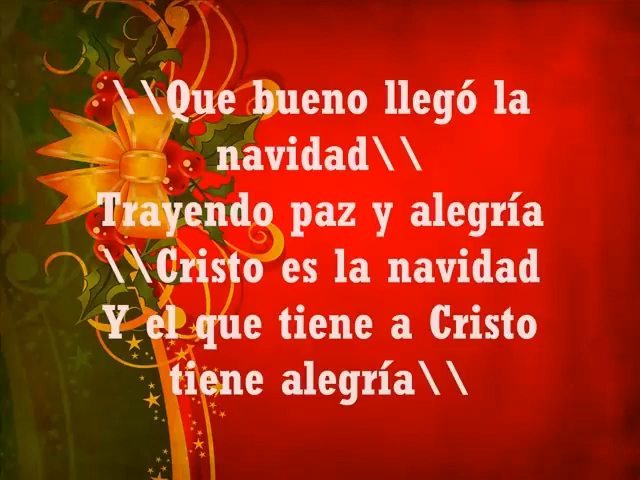 \\Que bueno llegó la
navidad\\
Trayendo paz y alegría
\\Cristo es la navidad
Y el que tiene a Cristo
tiene alegría\\